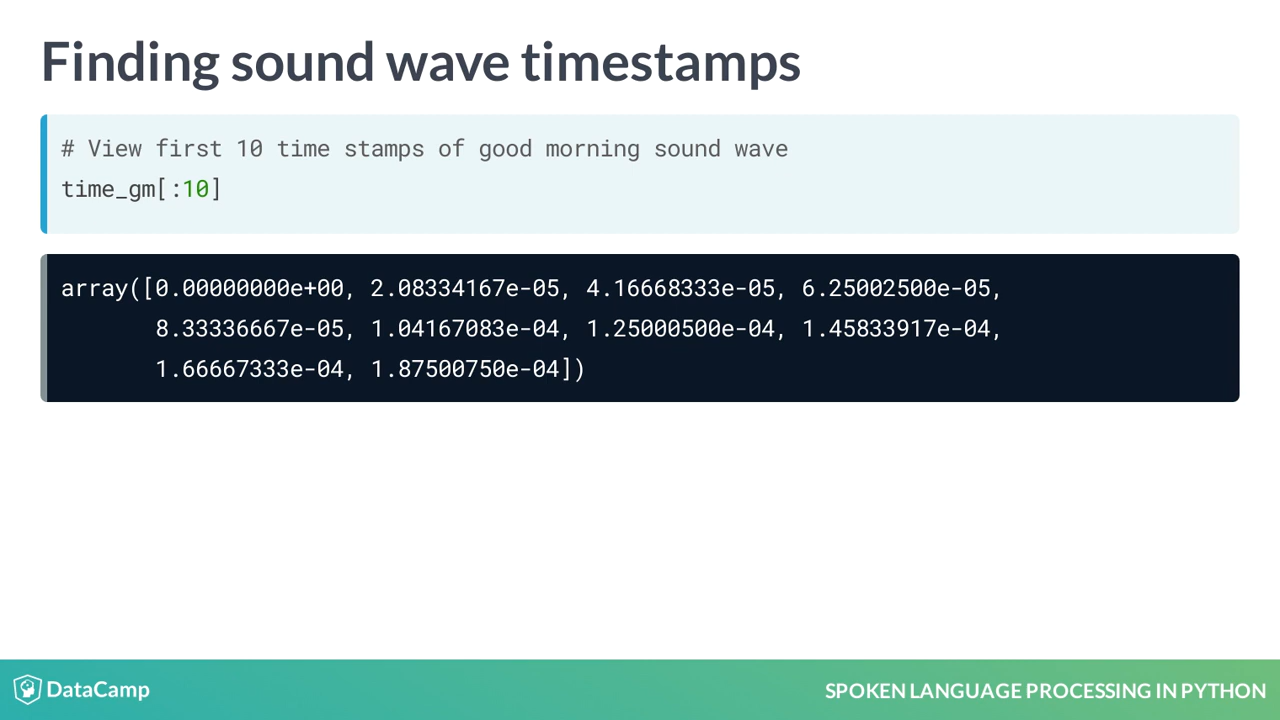 Finding sound wave timestamps
# View first 10 time stamps of good morning sound wave
time_gm[:10]
array([0.00000000e+00, 2.08334167e-05, 4.16668333e-05, 6.25002500e-05,
8.33336667e-05, 1.04167083e-04, 1.25000500e-04, 1.45833917e-04,
1.66667333e-04, 1.87500750e-04])
DataCamp
SPOKEN LANGUAGE PROCESSING IN PYTHON